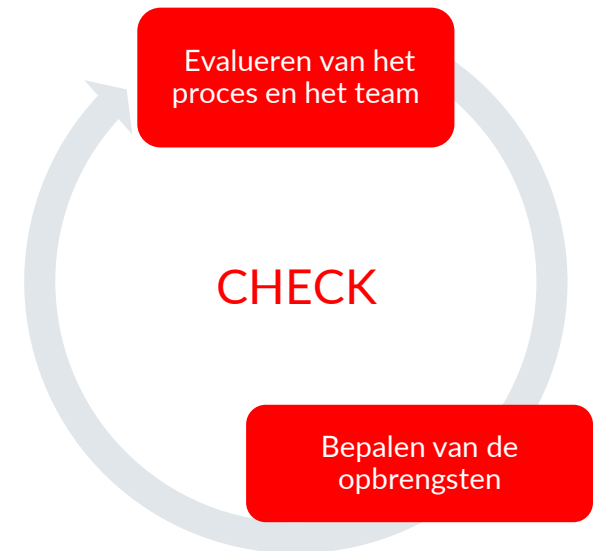 Evalueren van het
proces en het team
CHECK
Bepalen van de
opbrengsten